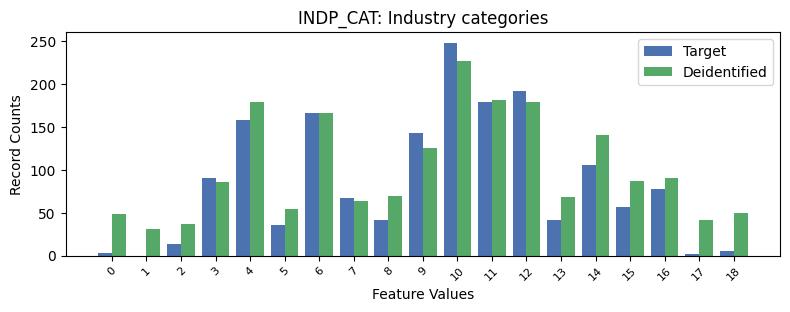 INDP_CAT: Industry categories
Target
Deidentified
250
200
150
100
50
0
Record Counts
0 1 2 3 4 5 6 7 8 9 10 11 12 13 14 15 16 17 18
Feature Values